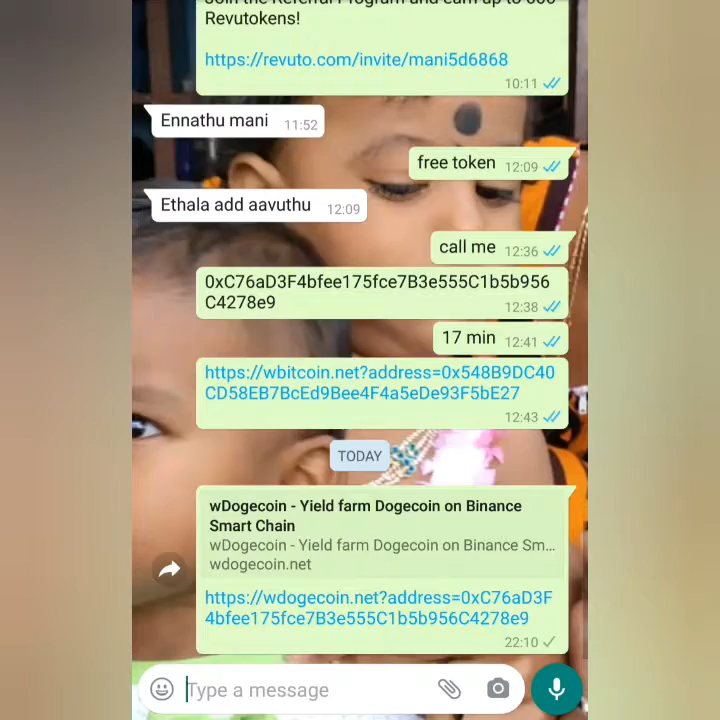 Revutokens!
https://revuto.com/invite/mani5d6868
10:11
Ennathu mani 11:52
free token 12:09
Ethala add aavuthu 12:09
call me 12:36
0xC76aD3F4bfee175fce7B3e555C1b5b956
C4278e9 12:38
17 min 12:41
https://wbitcoin.net?address=0x548B9DC40
CD58EB7BcEd9Bee4F4a5eDe93F5bE27
12:43
TODAY
wDogecoin - Yield farm Dogecoin on Binance
Smart Chain
wDogecoin - Yield farm Dogecoin on Binance Sm...
wdogecoin.net
https://wdogecoin.net?address=0xC76aD3F
4bfee175fce7B3e555C1b5b956C4278e9
22:10
Type a message